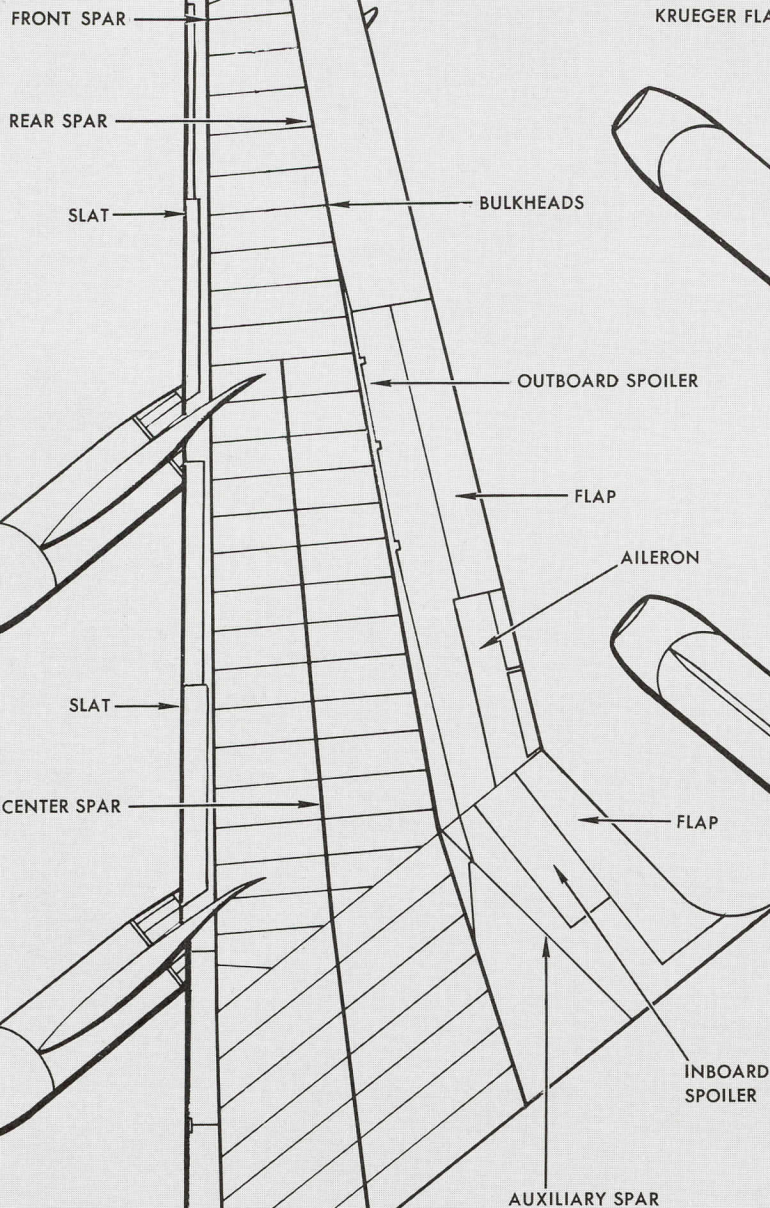 FRONT SPAR
KRUEGER FLA
REAR SPAR
BULKHEADS
SLAT
OUTBOARD SPOILER
FLAP
AILERON
SLAT
CENTER SPAR
FLAP
INBOARD
SPOILER
AUXILIARY SPAR